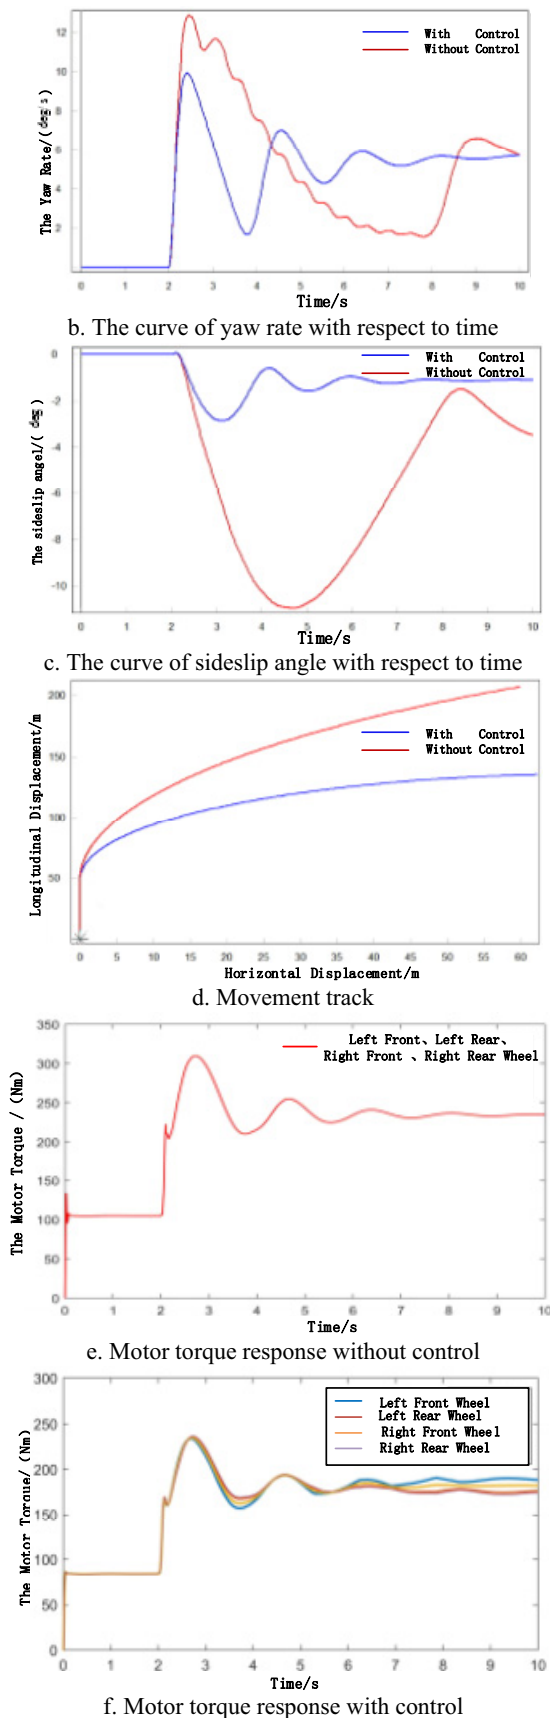 12
10
8
6
4
2
The Yaw Rate/( deg/s)
With Control
Without Control
0 1 2 3 4 5 6 7 8 9 10
Time/s
b. The curve of yaw rate with respect to time
0
-2
-4
-6
-8
-10
The sideslip angel/( deg)
With Control
Without Control
0 1 2 3 4 5 6 7 8 9 10
Time/s
c. The curve of sideslip angle with respect to time
200
150
100
50
Longitudinal Displacement/m
With Control
Without Control
0 5 10 15 20 25 30 35 40 45 50 55 60
Horizontal Displacement/m
d. Movement track
350
300
250
200
150
100
50
0
The Motor Torque / (Nm)
Left Front、Left Rear、
Right Front 、Right Rear Wheel
0 1 2 3 4 5 6 7 8 9 10
Time/s
e. Motor torque response without control
300
250
200
150
100
50
0
The Motor Torque/ (Nm)
Left Front Wheel
Left Rear Wheel
Right Front Wheel
Right Rear Wheel
0 1 2 3 4 5 6 7 8 9 10
Time/s
f. Motor torque response with control